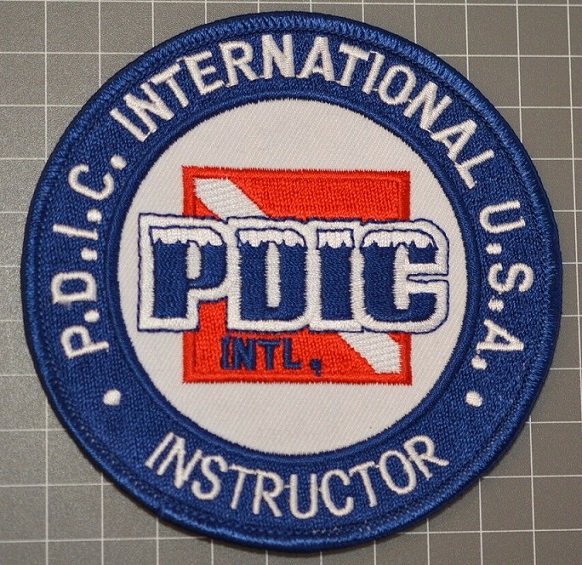 P.D.I.C. INTERNATIONAL U.S.A.
PDIC
INTL,
INSTRUCTOR